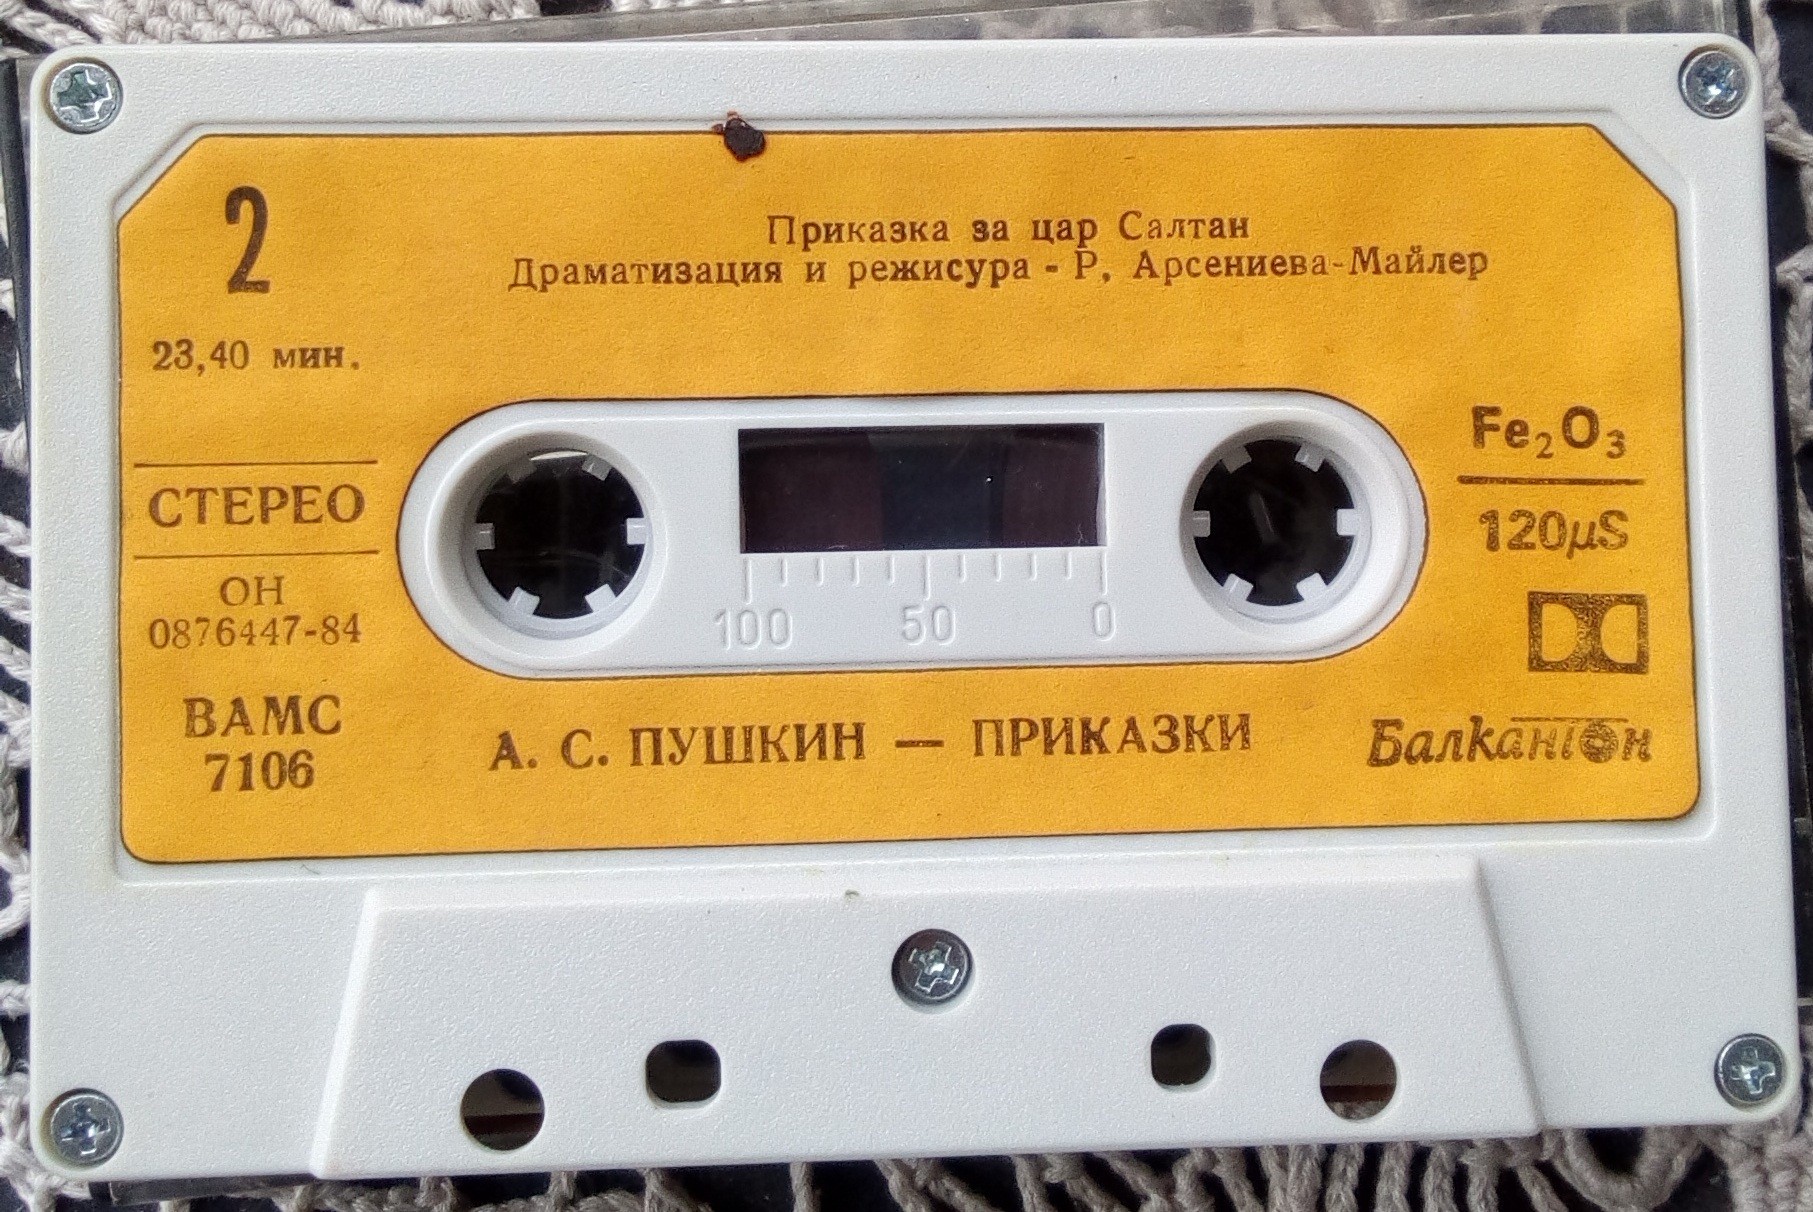 2
Приказка за цар Салтан
Драматизация и режисура - Р. Арсениева-Майлер
23,40 мин.
СТЕРЕО
ОН
0876447-84
ВАМС
7106
Fe₂O₃
120µS
100 50 0
А. С. ПУШКИН — ПРИКАЗКИ
Балкантон